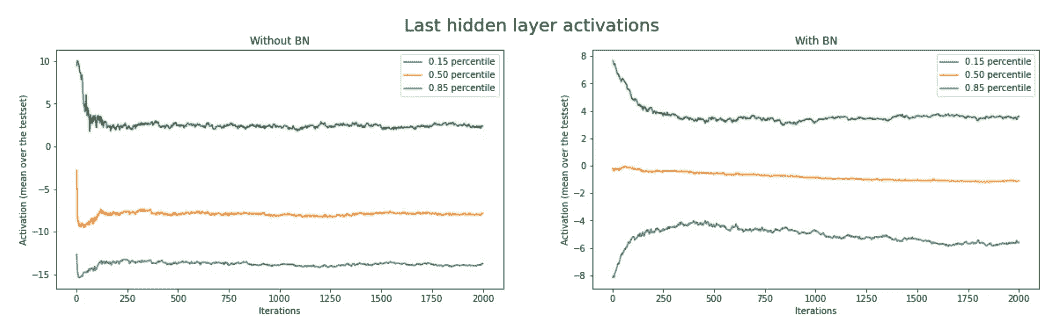 Last hidden layer activations
Without BN
Activation (mean over the testset)
10
5
0
−5
−10
−15
0.15 percentile
0.50 percentile
0.85 percentile
0 250 500 750 1000 1250 1500 1750 2000
Iterations
With BN
Activation (mean over the testset)
8
6
4
2
0
−2
−4
−6
−8
0.15 percentile
0.50 percentile
0.85 percentile
0 250 500 750 1000 1250 1500 1750 2000
Iterations